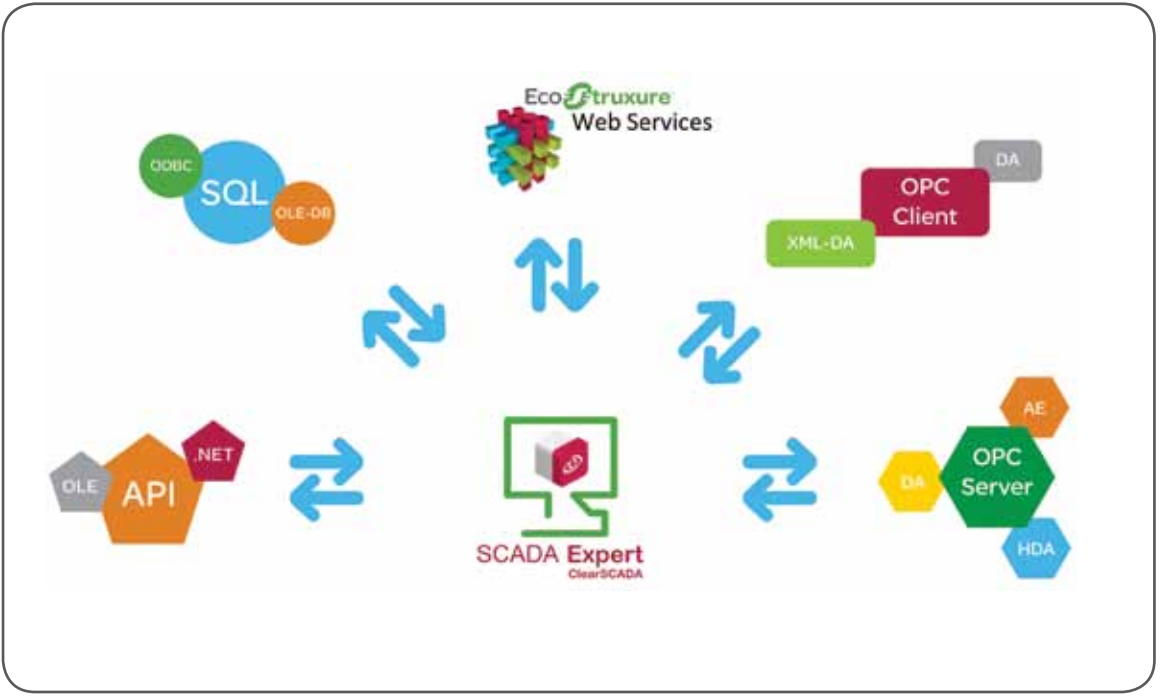 EcoStruxure
Web Services
ODBC
SQL
OLE-DB
DA
OPC
Client
XML-DA
OLE
API
.NET
SCADA Expert
ClearSCADA
AE
OPC
Server
DA
HDA